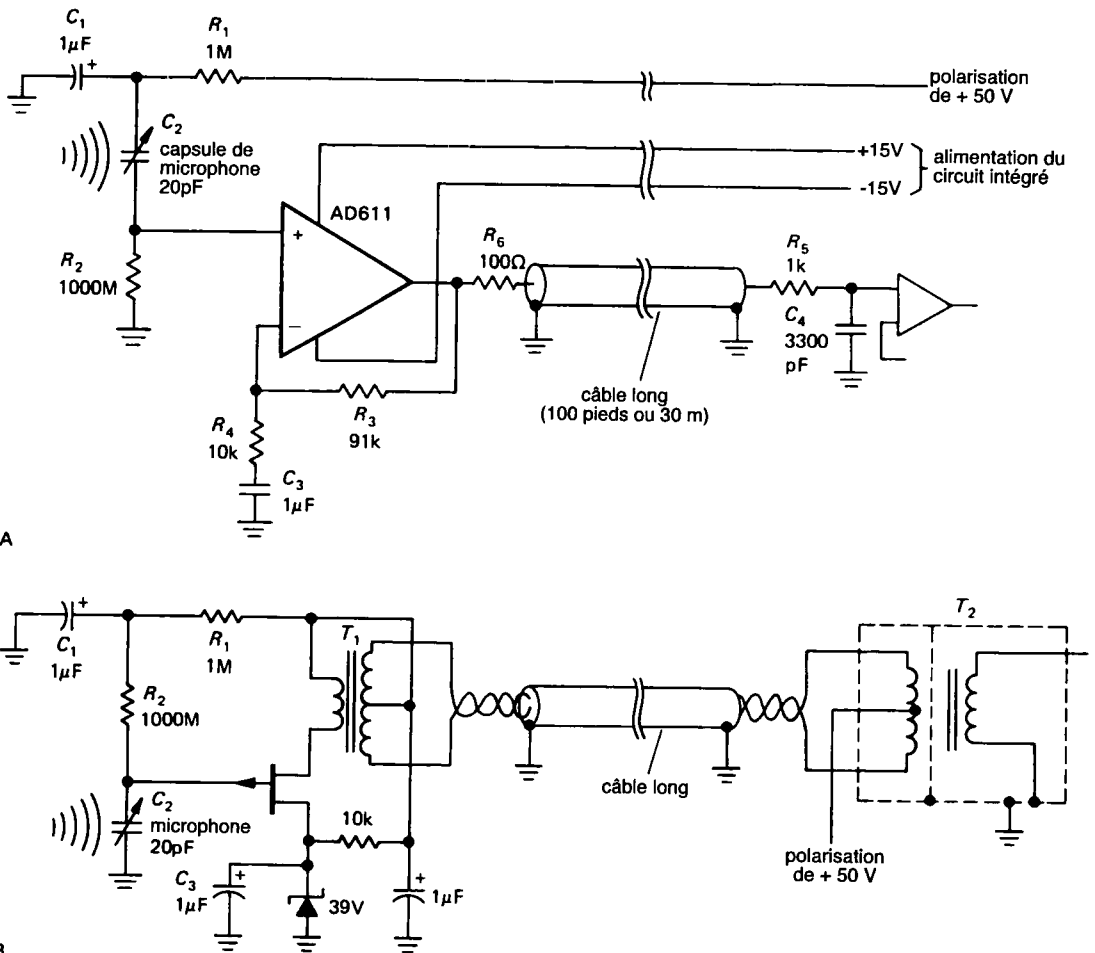 C₁
1µF
+
R₁
1M
polarisation
de + 50 V
C₂
capsule de
microphone
20pF
+15V
-15V
alimentation du
circuit intégré
AD611
+
−
R₂
1000M
R₆
100Ω
R₅
1k
C₄
3300
pF
câble long
(100 pieds ou 30 m)
R₃
91k
R₄
10k
C₃
1µF
A
+
C₁
1µF
R₁
1M
T₁
T₂
R₂
1000M
C₂
microphone
20pF
câble long
10k
polarisation
de + 50 V
C₃
1µF
+
39V
+
1µF